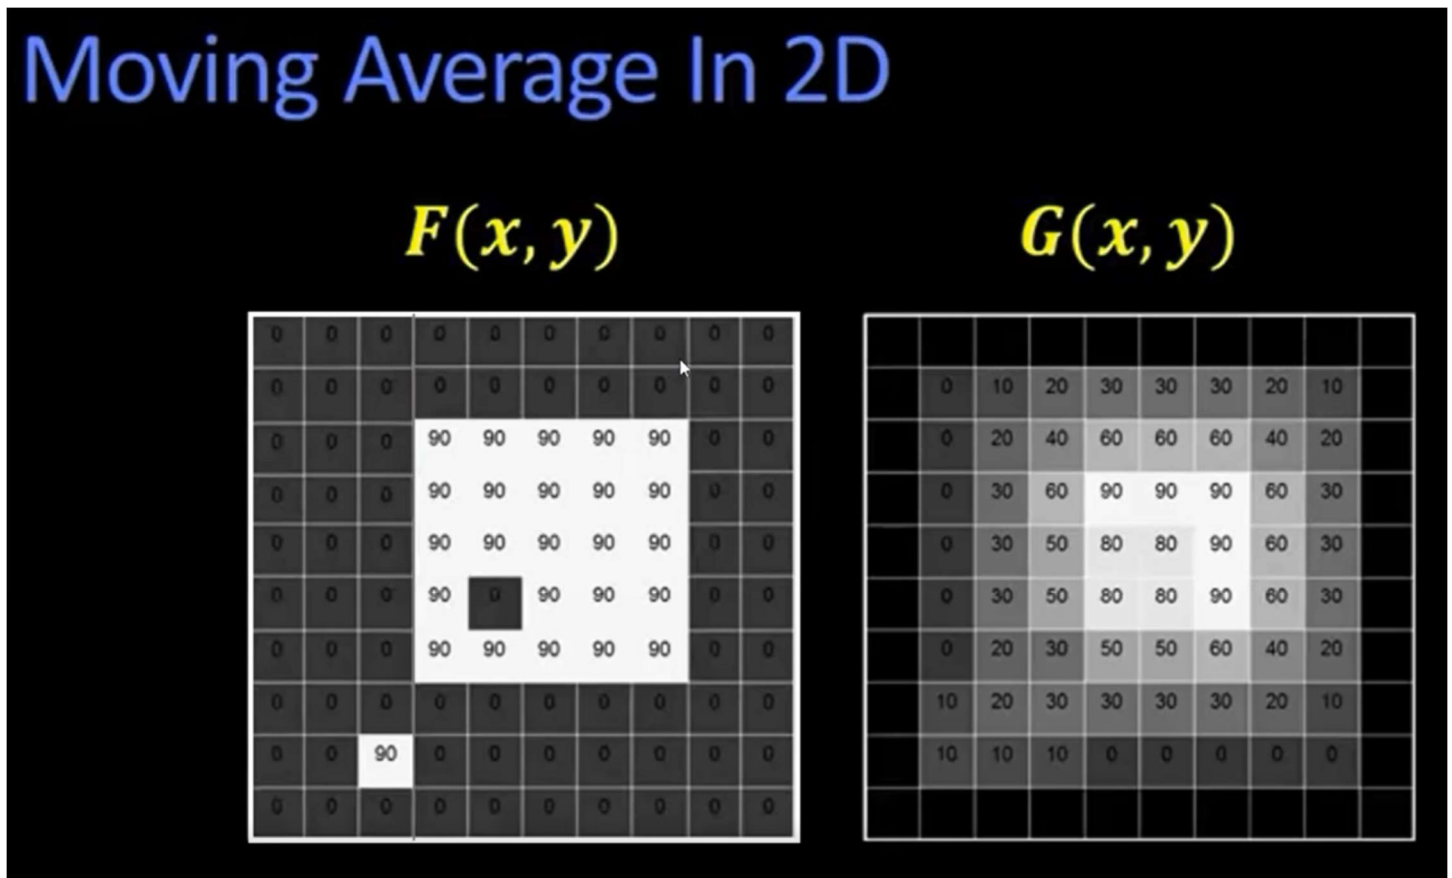 Moving Average In 2D
F(x, y)
G(x, y)
0 0 0 0 0 0 0 0 0 0
0 0 0 0 0 0 0 0 0 0
0 0 0 90 90 90 90 90 0 0
0 0 0 90 90 90 90 90 0 0
0 0 0 90 90 90 90 90 0 0
0 0 0 90 0 90 90 90 0 0
0 0 0 90 90 90 90 90 0 0
0 0 0 0 0 0 0 0 0 0
0 0 90 0 0 0 0 0 0 0
0 0 0 0 0 0 0 0 0 0
0 10 20 30 30 30 20 10
0 20 40 60 60 60 40 20
0 30 60 90 90 90 60 30
0 30 50 80 80 90 60 30
0 30 50 80 80 90 60 30
0 20 30 50 50 60 40 20
10 20 30 30 30 30 20 10
10 10 10 0 0 0 0 0